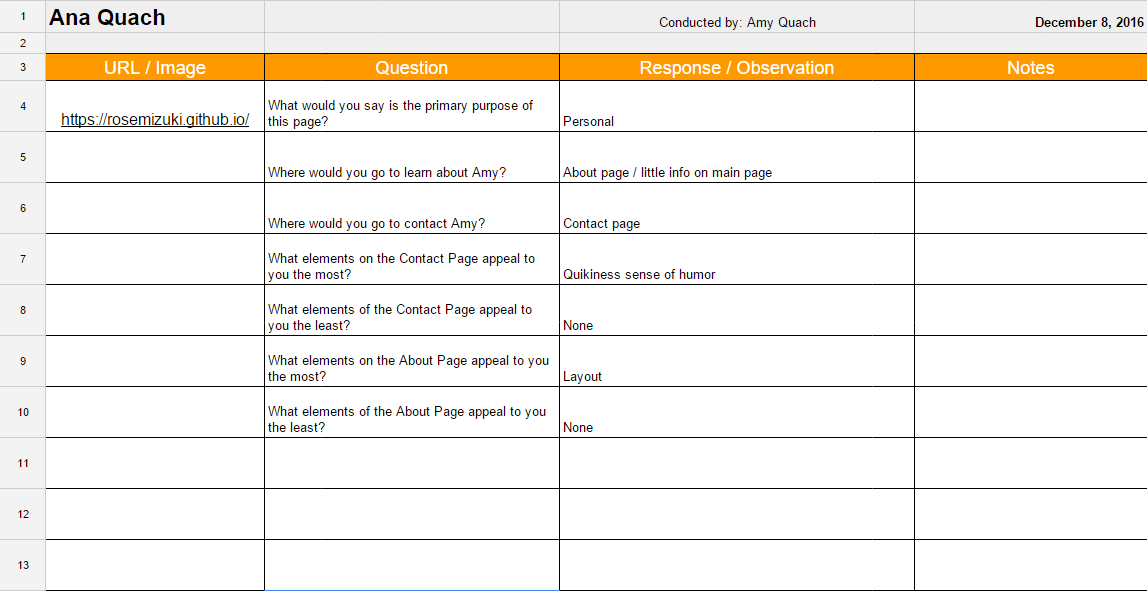 1 Ana Quach Conducted by: Amy Quach December 8, 2016
2
3 URL / Image Question Response / Observation Notes
4 https://rosemizuki.github.io/ What would you say is the primary purpose of
this page? Personal
5 Where would you go to learn about Amy? About page / little info on main page
6 Where would you go to contact Amy? Contact page
7 What elements on the Contact Page appeal to
you the most? Quikiness sense of humor
8 What elements of the Contact Page appeal to
you the least? None
9 What elements on the About Page appeal to you
the most? Layout
10 What elements of the About Page appeal to you
the least? None
11
12
13